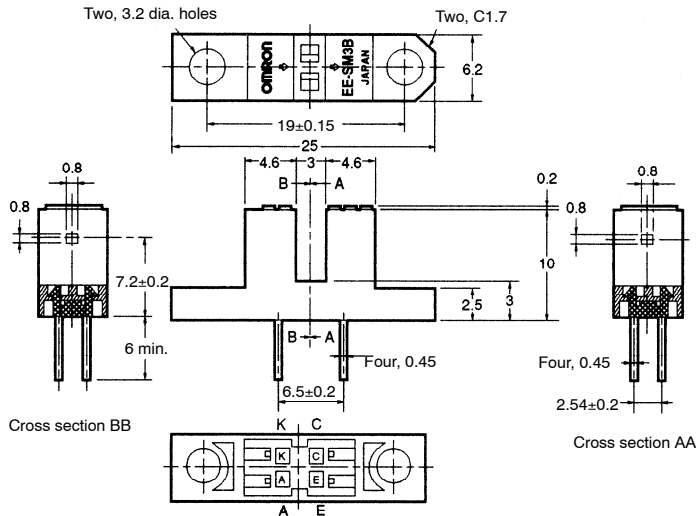 Two, 3.2 dia. holes
Two, C1.7
OMRON
EE-SM3B
JAPAN
6.2
19±0.15
25
4.6 3 4.6
B A
0.8
0.8
7.2±0.2
6 min.
Cross section BB
0.2
10
2.5
3
B A
Four, 0.45
6.5±0.2
0.8
0.8
Four, 0.45
2.54±0.2
Cross section AA
K C
K C
A E
A E